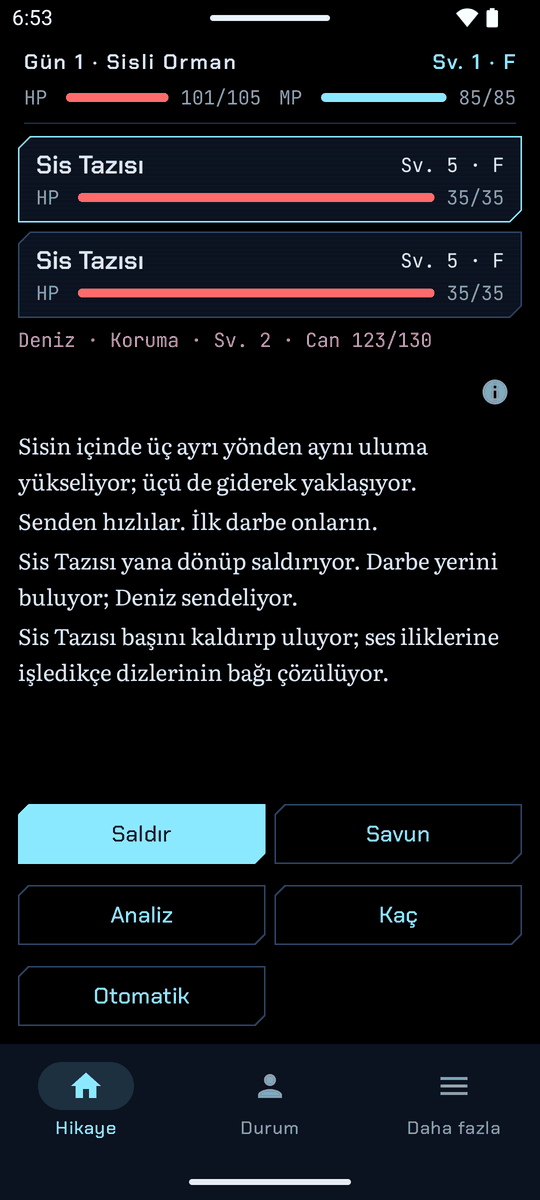 6:53
Gün 1 · Sisli Orman Sv. 1 · F
HP 101/105 MP 85/85
Sis Tazısı Sv. 5 · F
HP 35/35
Sis Tazısı Sv. 5 · F
HP 35/35
Deniz · Koruma · Sv. 2 · Can 123/130
Sisin içinde üç ayrı yönden aynı uluma
yükseliyor; üçü de giderek yaklaşıyor.
Senden hızlılar. İlk darbe onların.
Sis Tazısı yana dönüp saldırıyor. Darbe yerini
buluyor; Deniz sendeliyor.
Sis Tazısı başını kaldırıp uluyor; ses iliklerine
işledikçe dizlerinin bağı çözülüyor.
Saldır Savun
Analiz Kaç
Otomatik
Hikaye Durum Daha fazla